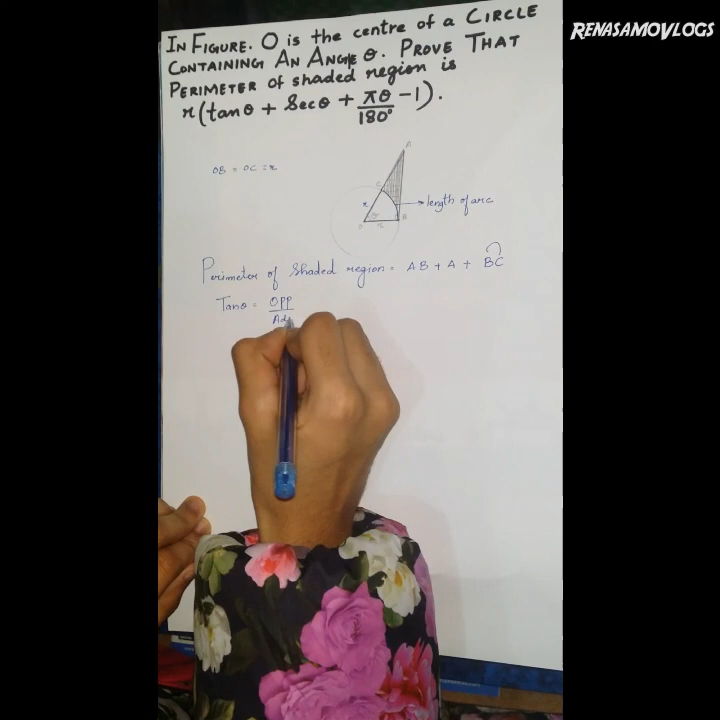 RENASAMOVLOGS
IN FIGURE. O is the centre of a CIRCLE
CONTAINING AN ANGLE θ. PROVE THAT
PERIMETER of shaded region is
r(tanθ + Secθ + πθ/180° -1).
OB = OC = r
A
C
r
θ
length of arc
O
r
B
Perimeter of Shaded region = AB + A + BC
Tanθ = OPP/Adj